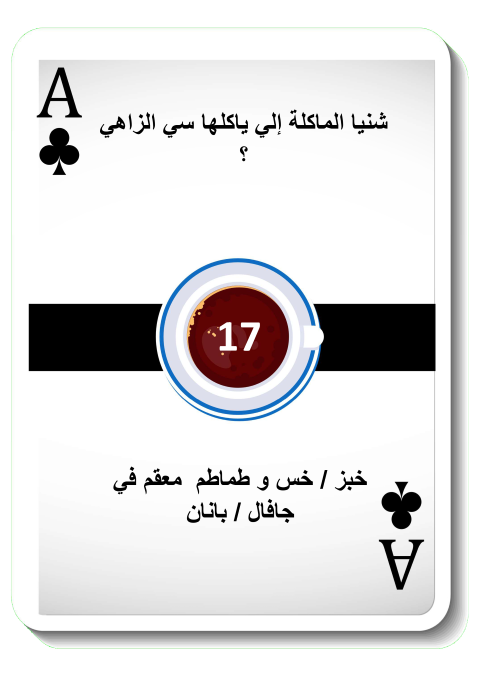 A
شنيا الماكلة إلي ياكلها سي الزاهي
؟
17
خبز / خس و طماطم معقم في
جافال / بانان
A